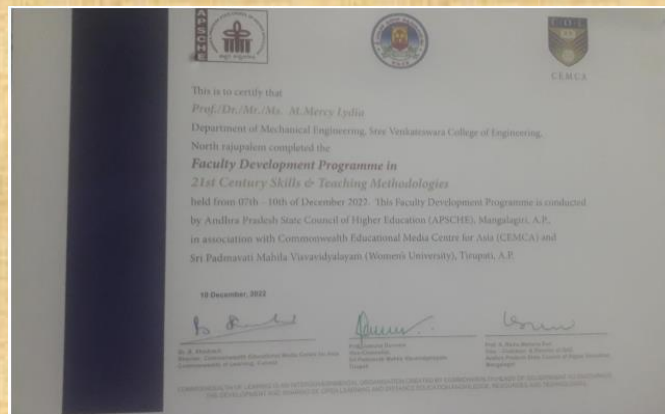 APSCHE
CEMCA
This is to certify that
Prof./Dr./Mr./Ms. M.Mercy Lydia
Department of Mechanical Engineering, Sree Venkateswara College of Engineering,
North rajupalem completed the
Faculty Development Programme in
21st Century Skills & Teaching Methodologies
held from 07th - 10th of December 2022. This Faculty Development Programme is conducted
by Andhra Pradesh State Council of Higher Education (APSCHE), Mangalagiri, A.P.,
in association with Commonwealth Educational Media Center for Asia (CEMCA) and
Sri Padmavati Mahila Visvavidyalayam (Women's University), Tirupati, A.P.
10 December, 2022